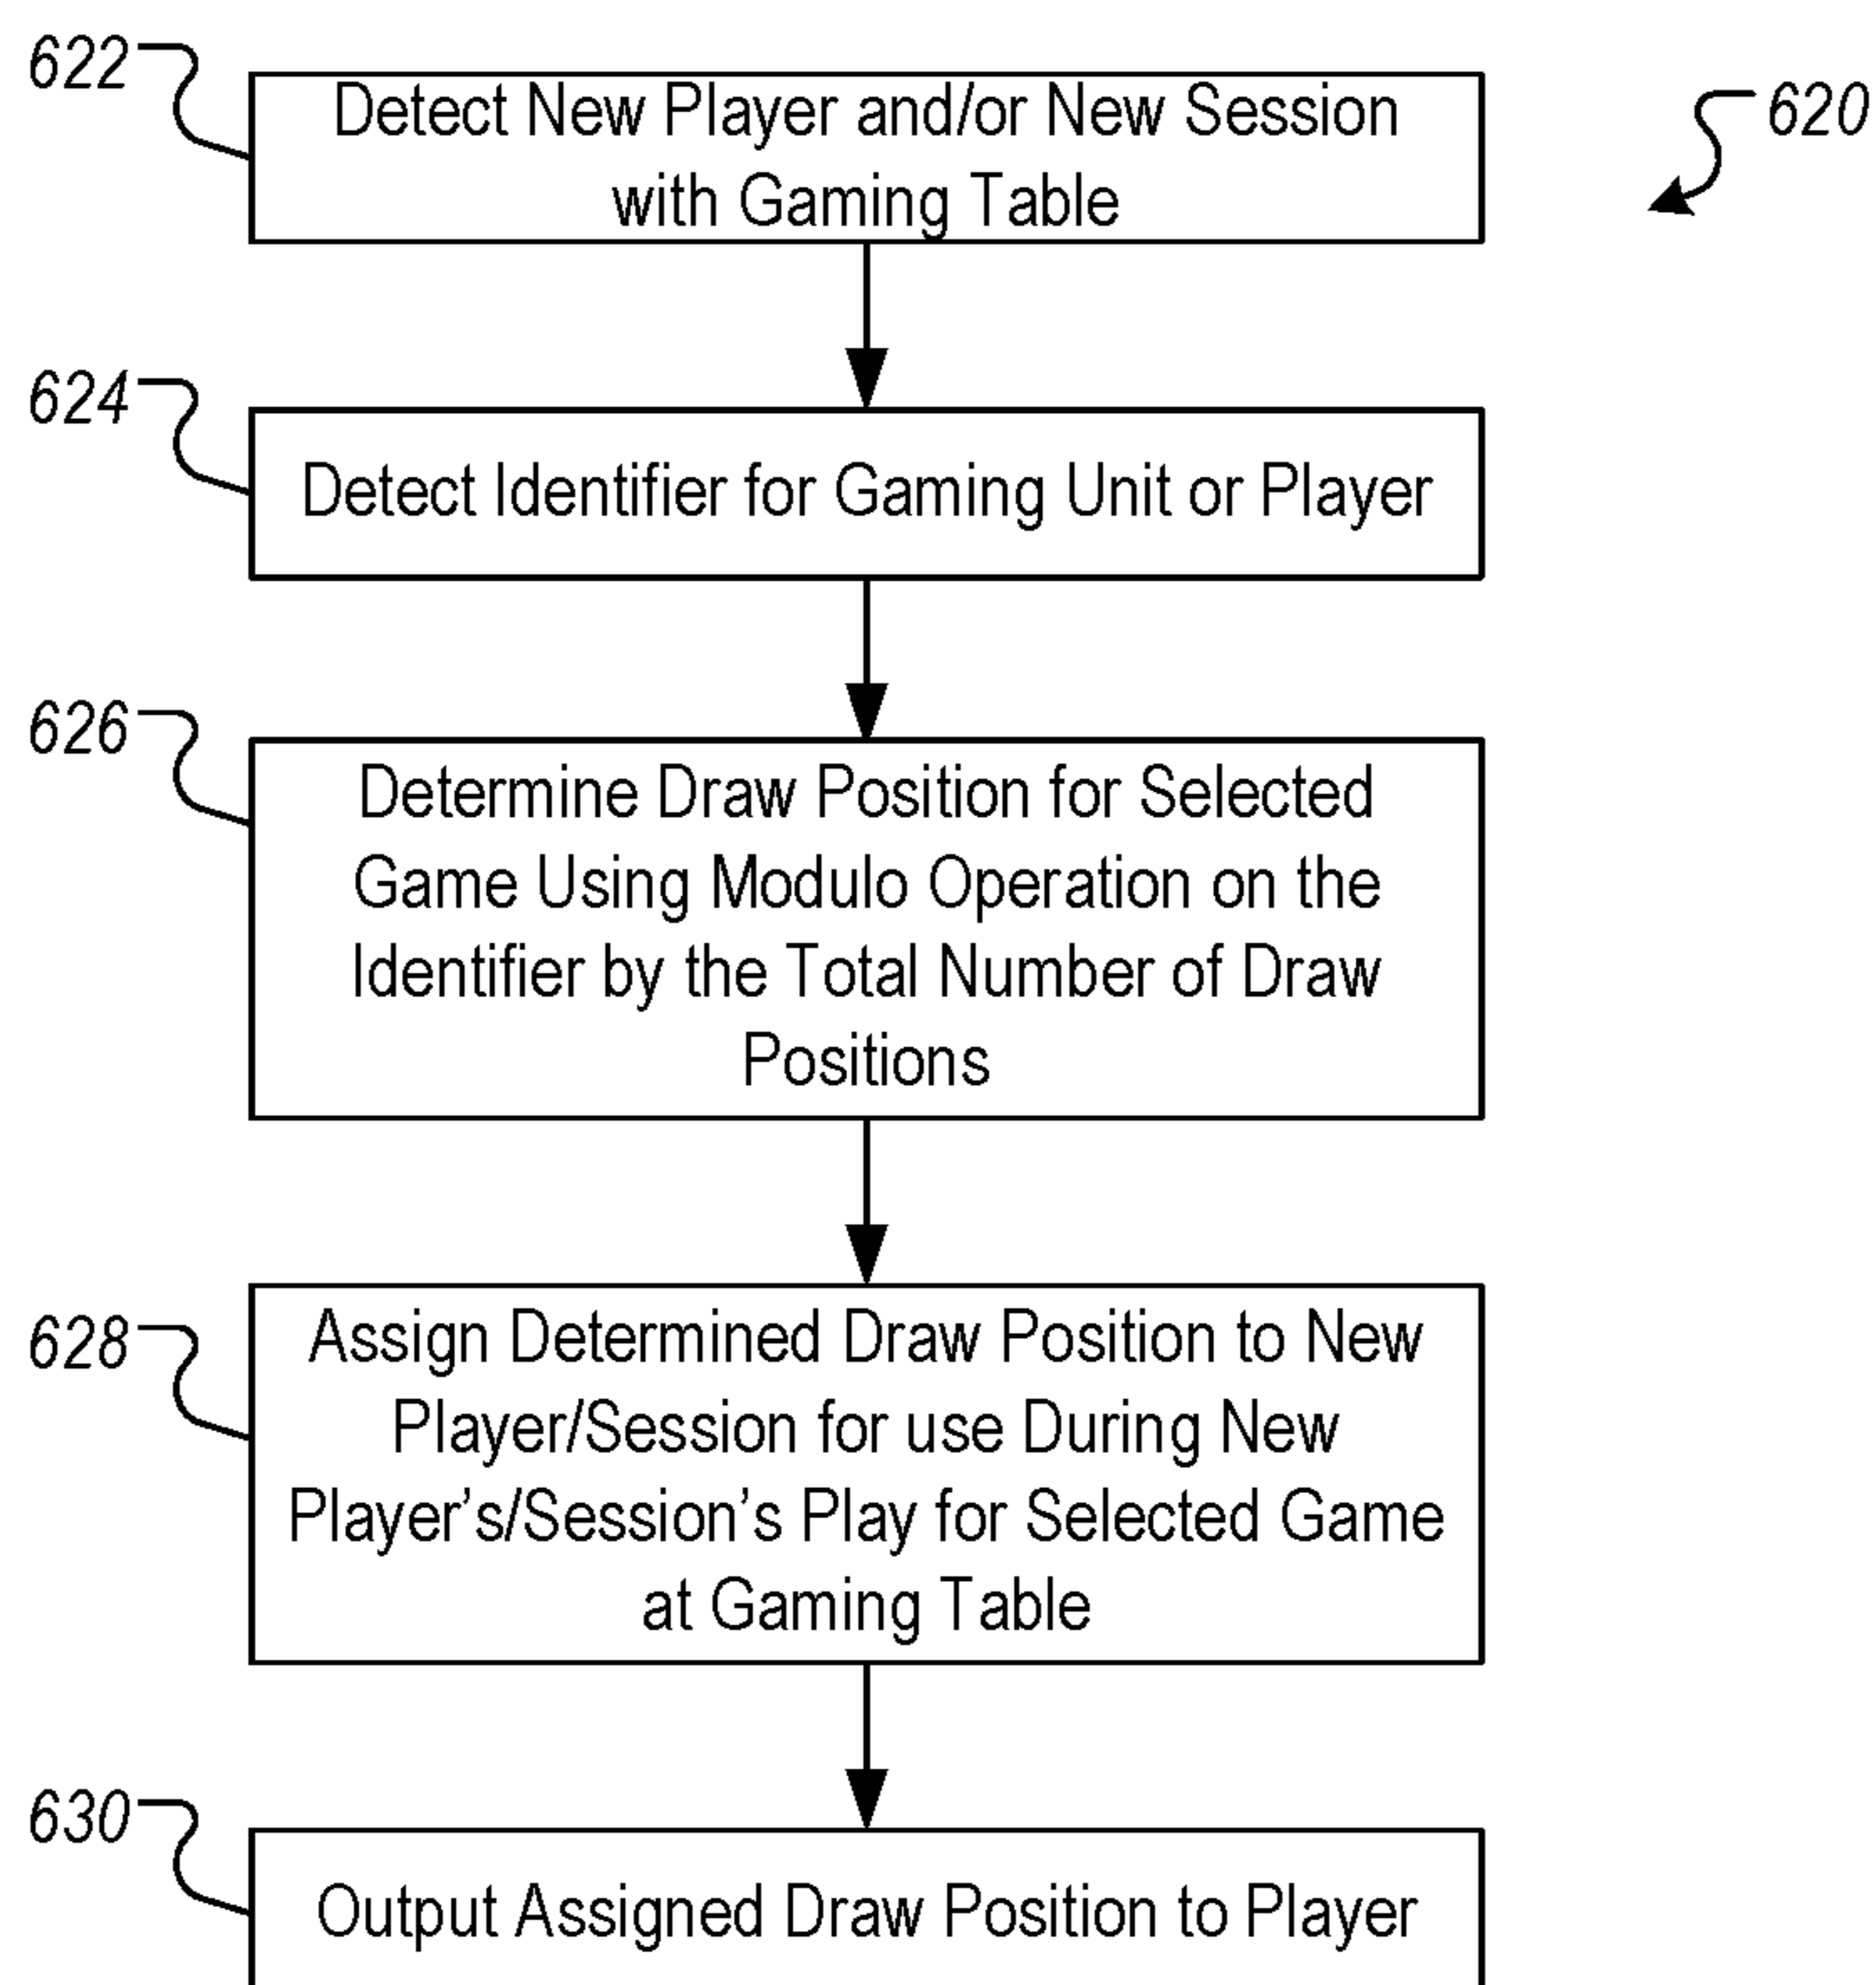 622
Detect New Player and/or New Session
with Gaming Table
620
624
Detect Identifier for Gaming Unit or Player
626
Determine Draw Position for Selected
Game Using Modulo Operation on the
Identifier by the Total Number of Draw
Positions
628
Assign Determined Draw Position to New
Player/Session for use During New
Player’s/Session’s Play for Selected Game
at Gaming Table
630
Output Assigned Draw Position to Player